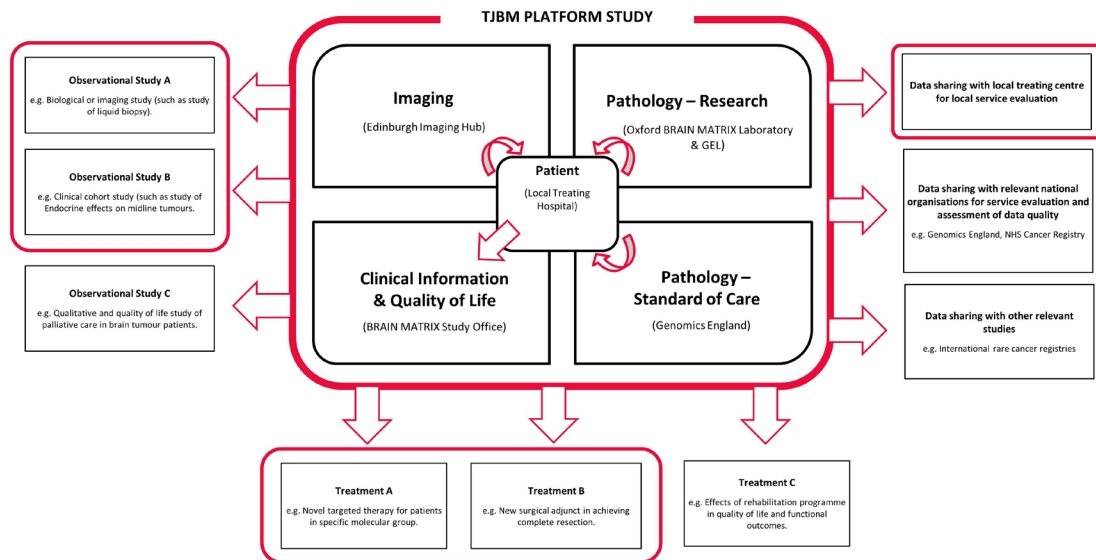 TJBM PLATFORM STUDY
Observational Study A
e.g. Biological or imaging study (such as study
of liquid biopsy).
Observational Study B
e.g. Clinical cohort study (such as study of
Endocrine effects on midline tumours.
Observational Study C
e.g. Qualitative and quality of life study of
palliative care in brain tumour patients.
Imaging
(Edinburgh Imaging Hub)
Pathology – Research
(Oxford BRAIN MATRIX Laboratory
& GEL)
Patient
(Local Treating
Hospital)
Clinical Information
& Quality of Life
(BRAIN MATRIX Study Office)
Pathology –
Standard of Care
(Genomics England)
Data sharing with local treating centre
for local service evaluation
Data sharing with relevant national
organisations for service evaluation and
assessment of data quality
e.g. Genomics England, NHS Cancer Registry
Data sharing with other relevant
studies
e.g. International rare cancer registries
Treatment A
e.g. Novel targeted therapy for patients
in specific molecular group.
Treatment B
e.g. New surgical adjunct in achieving
complete resection.
Treatment C
e.g. Effects of rehabilitation programme
in quality of life and functional
outcomes.